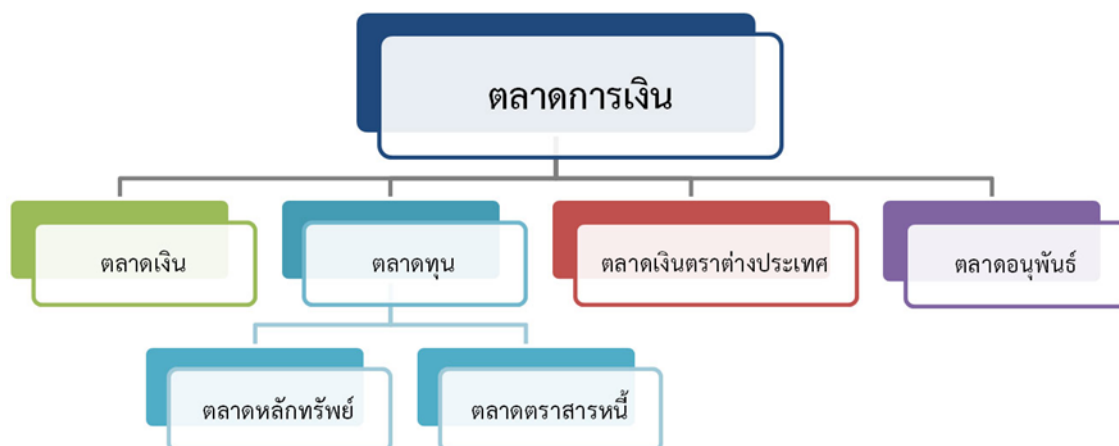 ตลาดการเงิน
ตลาดเงิน
ตลาดทุน
ตลาดเงินตราต่างประเทศ
ตลาดอนุพันธ์
ตลาดหลักทรัพย์
ตลาดตราสารหนี้